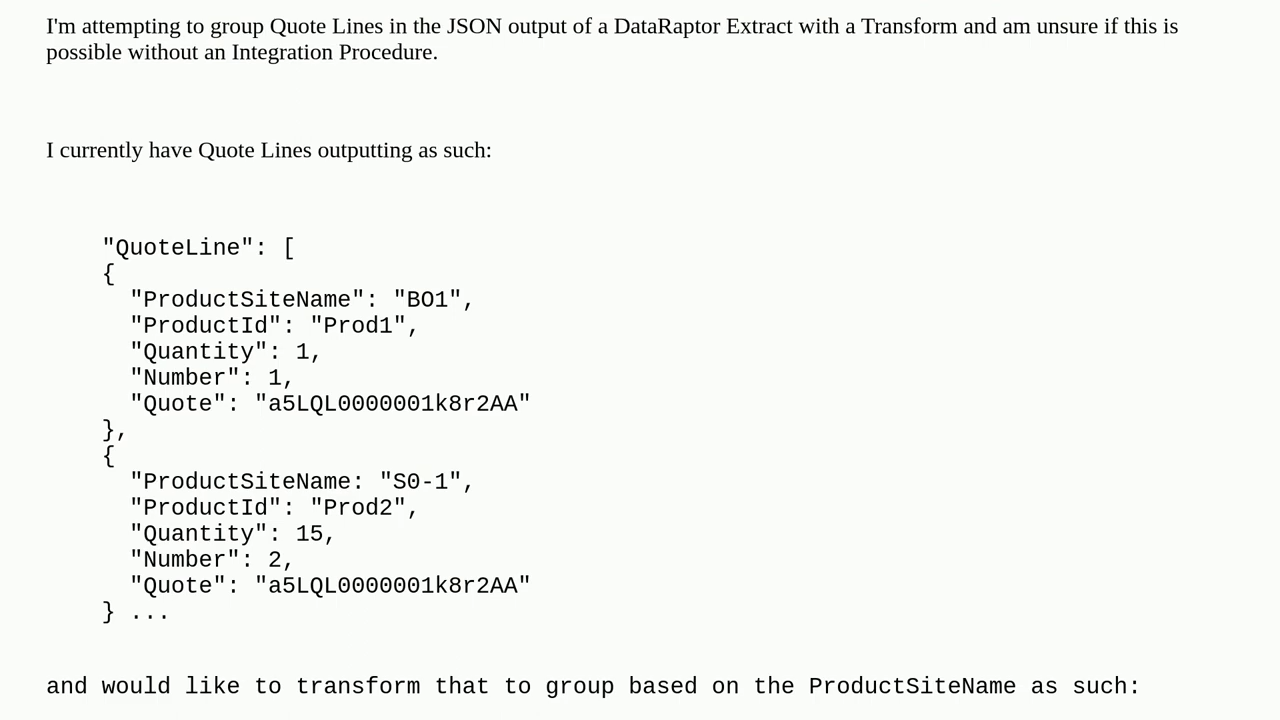 I'm attempting to group Quote Lines in the JSON output of a DataRaptor Extract with a Transform and am unsure if this is
possible without an Integration Procedure.
I currently have Quote Lines outputting as such:
"QuoteLine": [
{
"ProductSiteName": "BO1",
"ProductId": "Prod1",
"Quantity": 1,
"Number": 1,
"Quote": "a5LQL0000001k8r2AA"
},
{
"ProductSiteName: "S0-1",
"ProductId": "Prod2",
"Quantity": 15,
"Number": 2,
"Quote": "a5LQL0000001k8r2AA"
} ...
and would like to transform that to group based on the ProductSiteName as such: